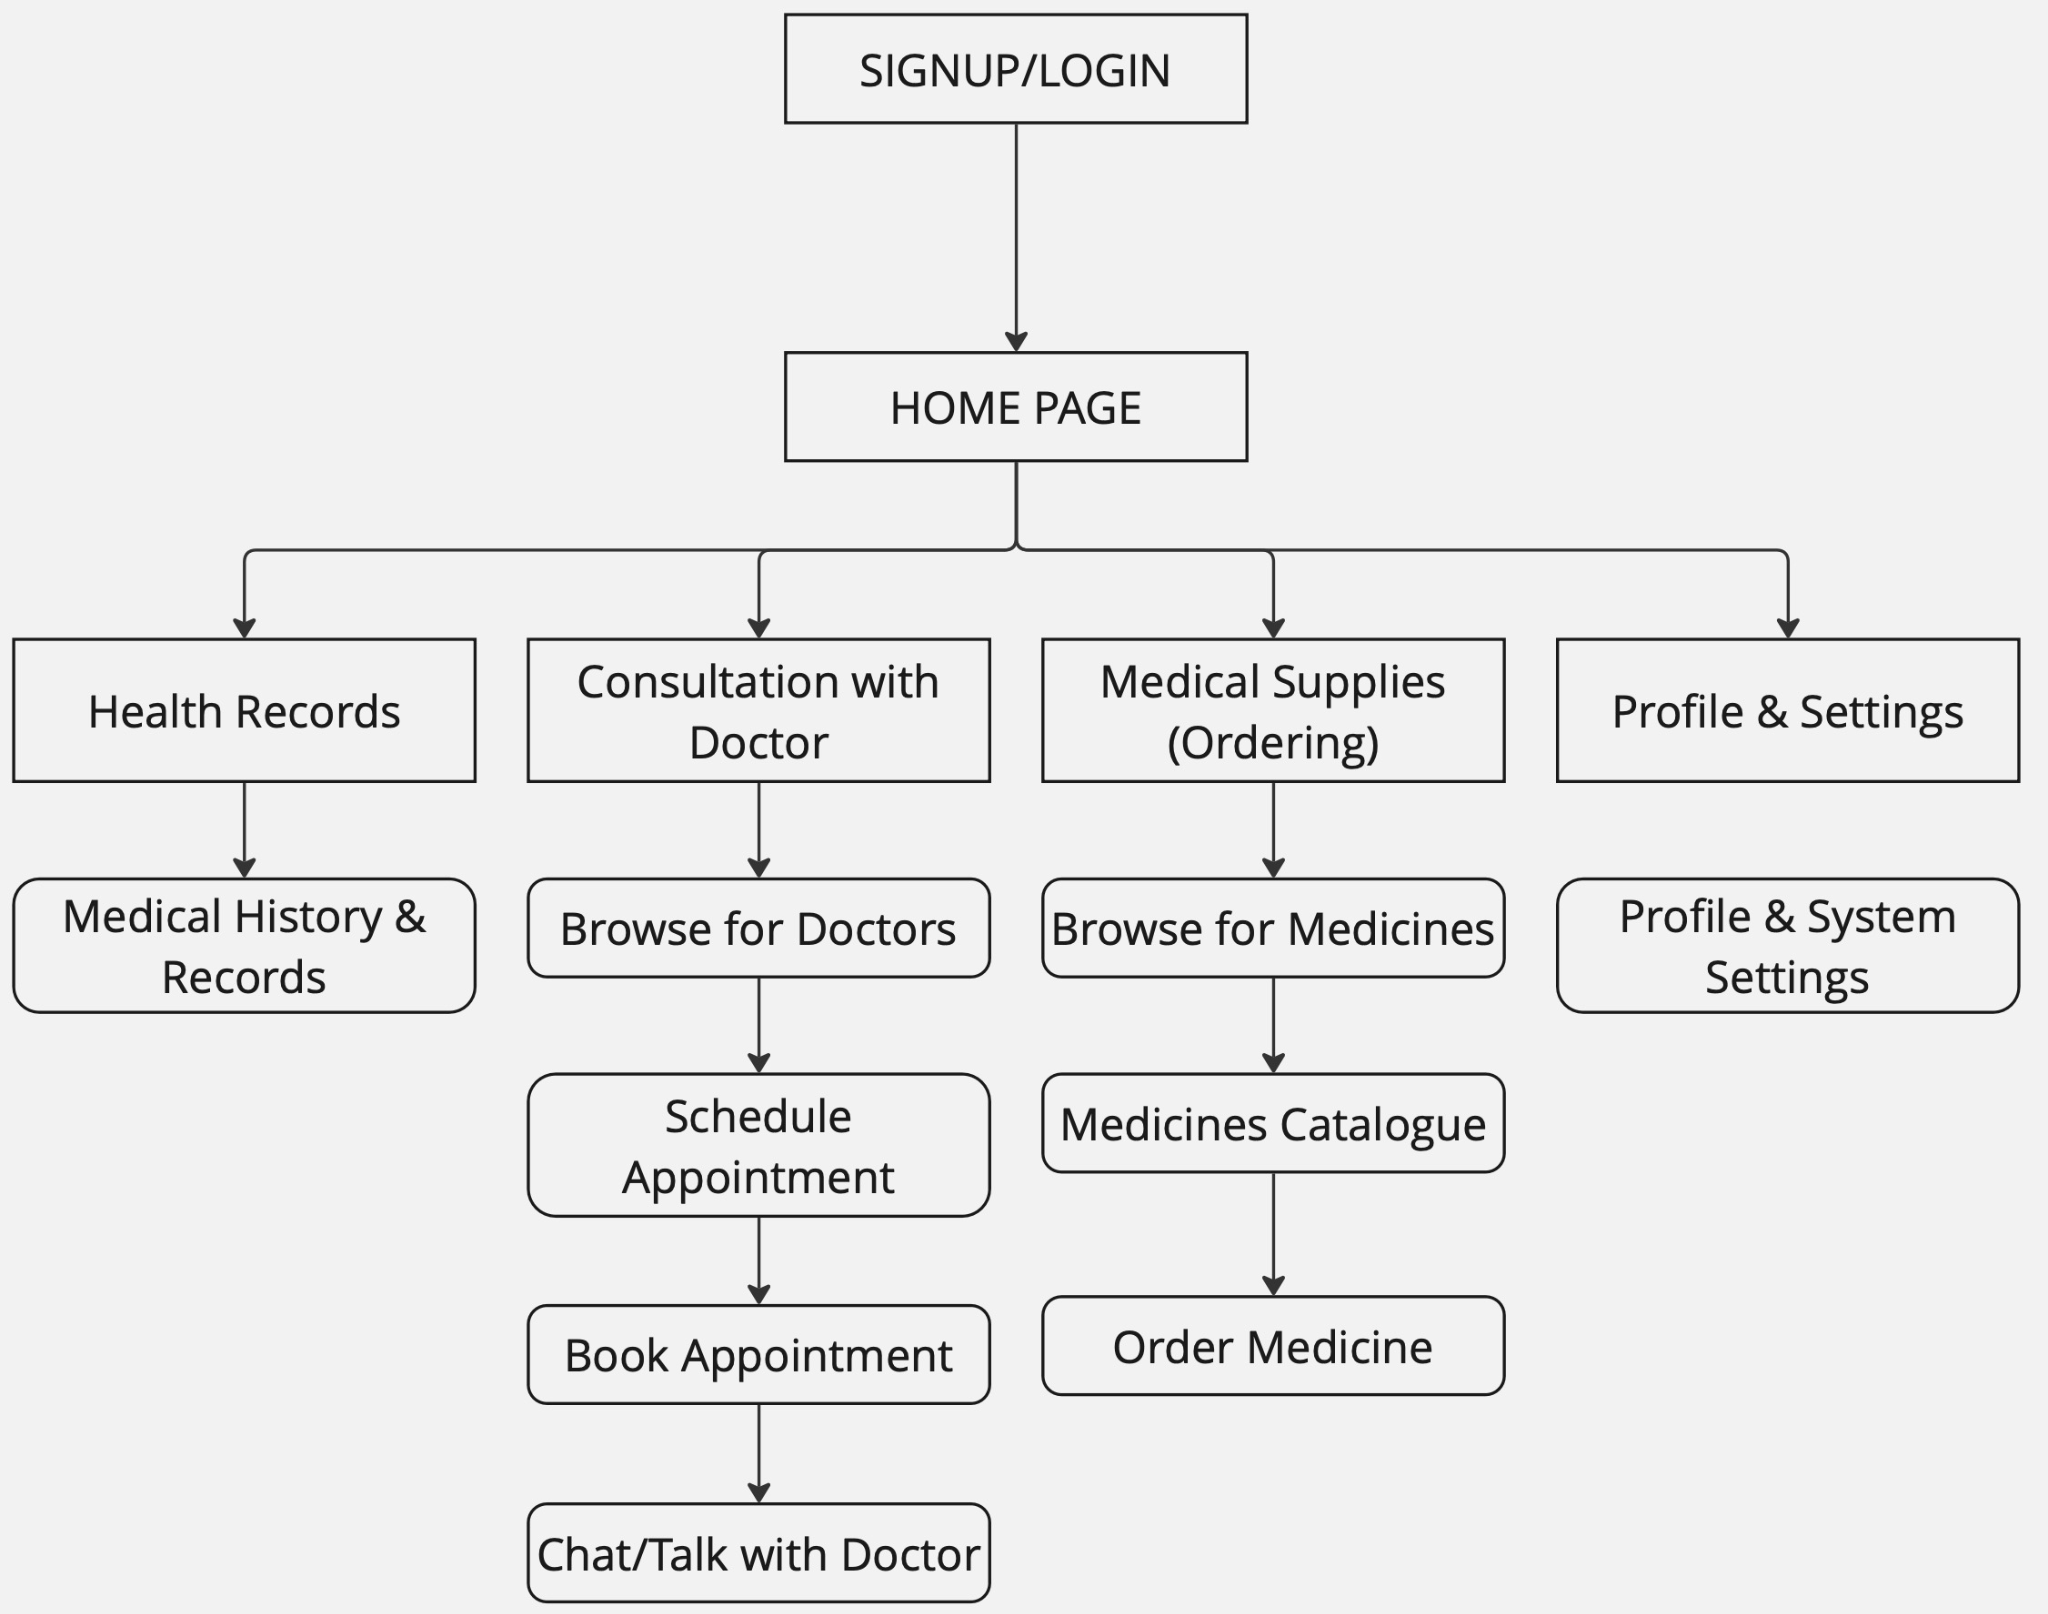 SIGNUP/LOGIN
HOME PAGE
Health Records
Consultation with
Doctor
Medical Supplies
(Ordering)
Profile & Settings
Medical History &
Records
Browse for Doctors
Browse for Medicines
Profile & System
Settings
Schedule
Appointment
Medicines Catalogue
Book Appointment
Order Medicine
Chat/Talk with Doctor